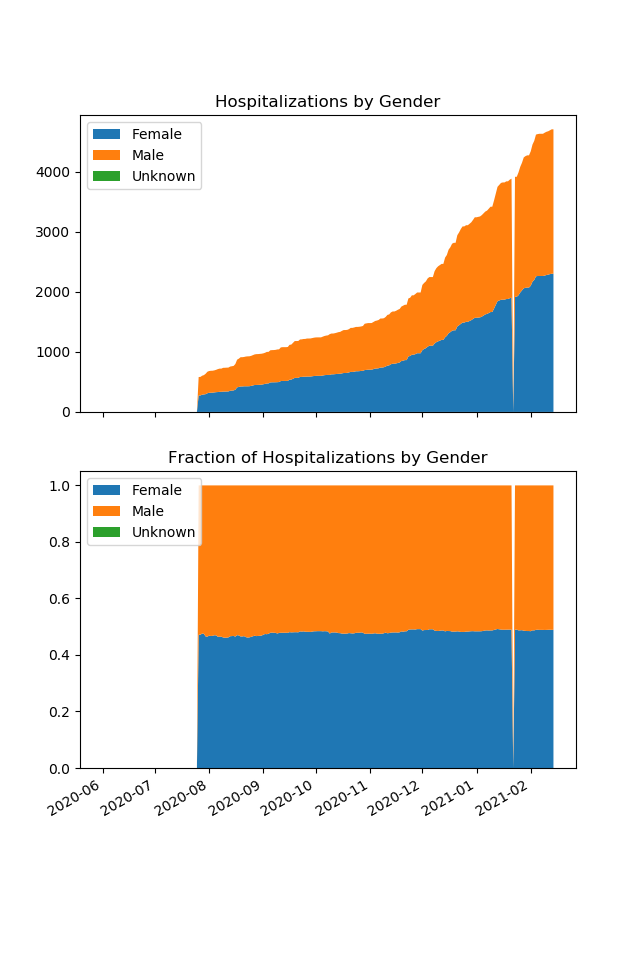 Hospitalizations by Gender
Female
Male
Unknown
4000
3000
2000
1000
0
Fraction of Hospitalizations by Gender
Female
Male
Unknown
1.0
0.8
0.6
0.4
0.2
0.0
2020-06
2020-07
2020-08
2020-09
2020-10
2020-11
2020-12
2021-01
2021-02